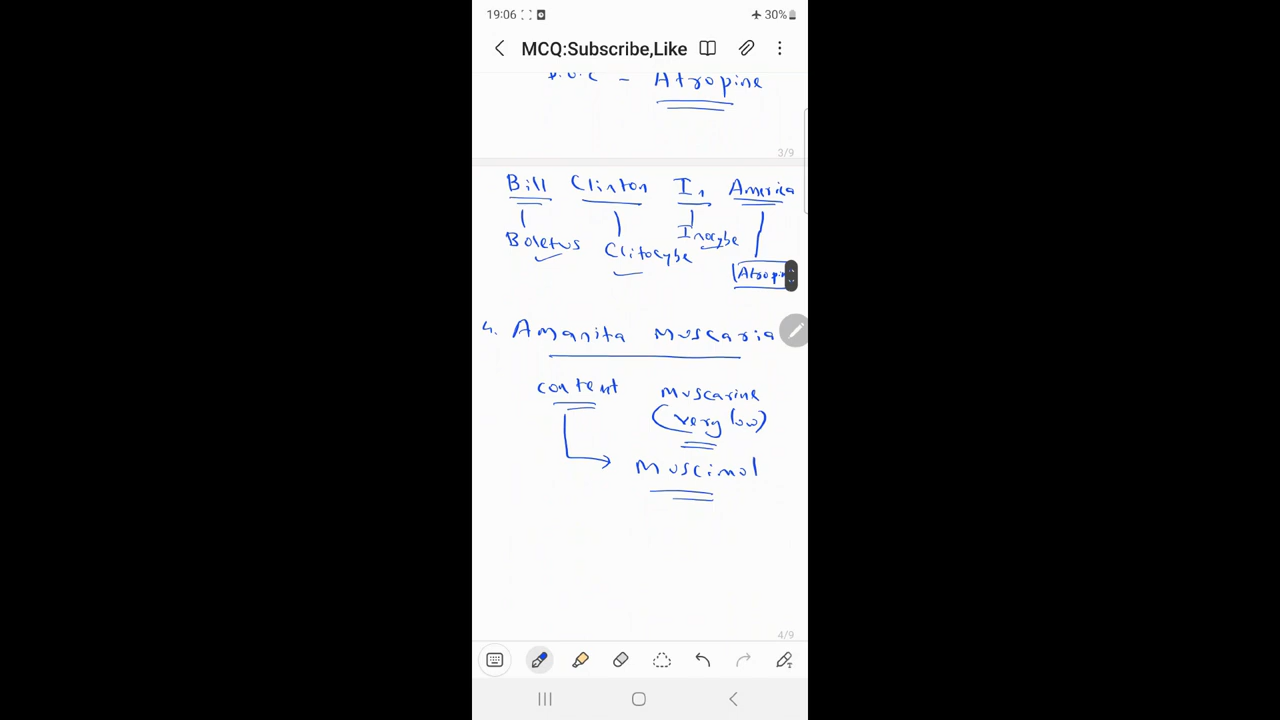 19:06 30%
MCQ:Subscribe,Like
- Atropine
3/9
Bill Clinton In America
Boletus Clitocybe Inocybe
Atropin
4. Amanita Muscaria
content Muscarine
(very low)
Muscimol
4/9